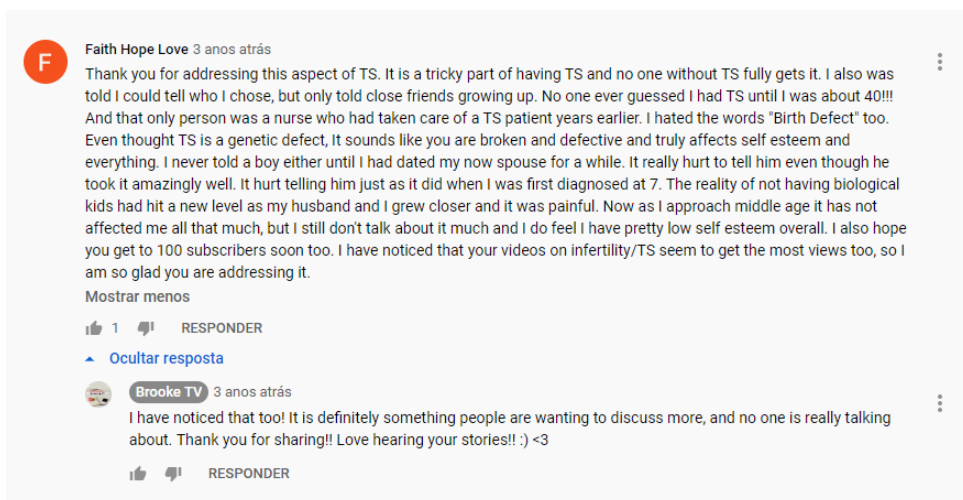 F
Faith Hope Love 3 anos atrás
Thank you for addressing this aspect of TS. It is a tricky part of having TS and no one without TS fully gets it. I also was
told I could tell who I chose, but only told close friends growing up. No one ever guessed I had TS until I was about 40!!!
And that only person was a nurse who had taken care of a TS patient years earlier. I hated the words "Birth Defect" too.
Even thought TS is a genetic defect, It sounds like you are broken and defective and truly affects self esteem and
everything. I never told a boy either until I had dated my now spouse for a while. It really hurt to tell him even though he
took it amazingly well. It hurt telling him just as it did when I was first diagnosed at 7. The reality of not having biological
kids had hit a new level as my husband and I grew closer and it was painful. Now as I approach middle age it has not
affected me all that much, but I still don't talk about it much and I do feel I have pretty low self esteem overall. I also hope
you get to 100 subscribers soon too. I have noticed that your videos on infertility/TS seem to get the most views too, so I
am so glad you are addressing it.
Mostrar menos
1 RESPONDER
Ocultar resposta
Brooke TV 3 anos atrás
I have noticed that too! It is definitely something people are wanting to discuss more, and no one is really talking
about. Thank you for sharing!! Love hearing your stories!! :) <3
RESPONDER